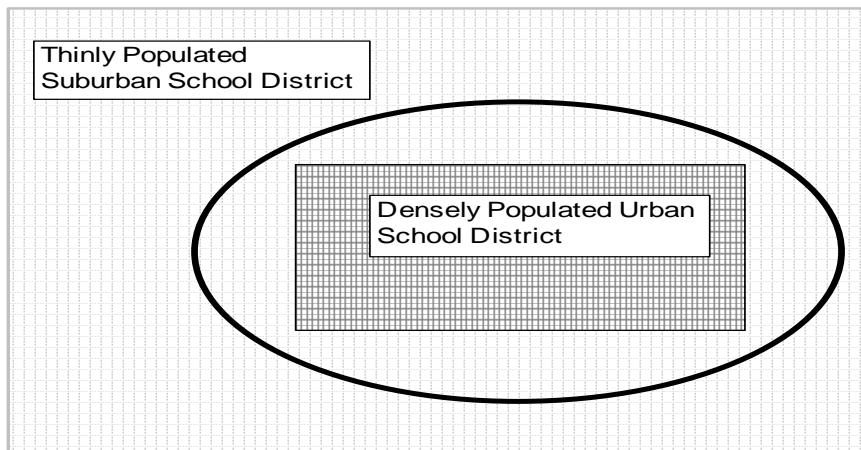 Thinly Populated
Suburban School District
Densely Populated Urban
School District